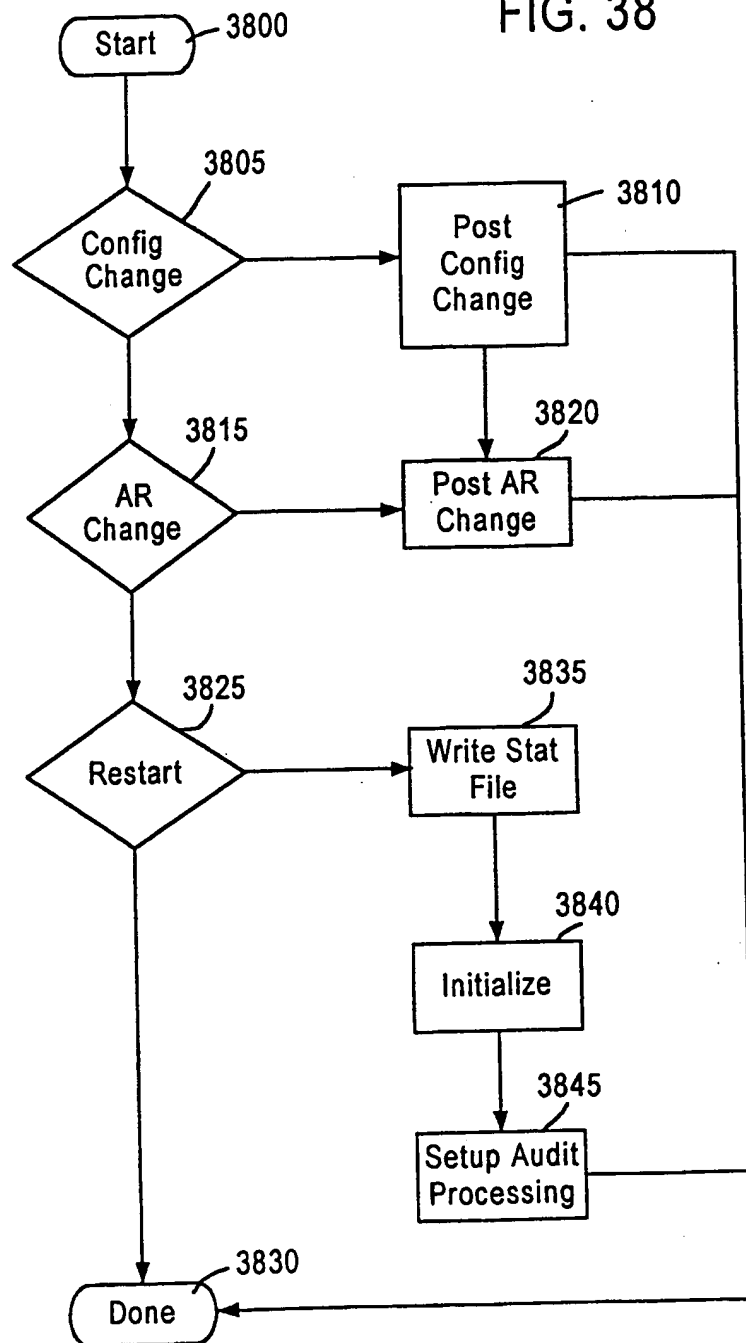 FIG. 38
Start
3800
3805
Config
Change
3810
Post
Config
Change
3815
AR
Change
3820
Post AR
Change
3825
Restart
3835
Write Stat
File
3840
Initialize
3845
Setup Audit
Processing
3830
Done